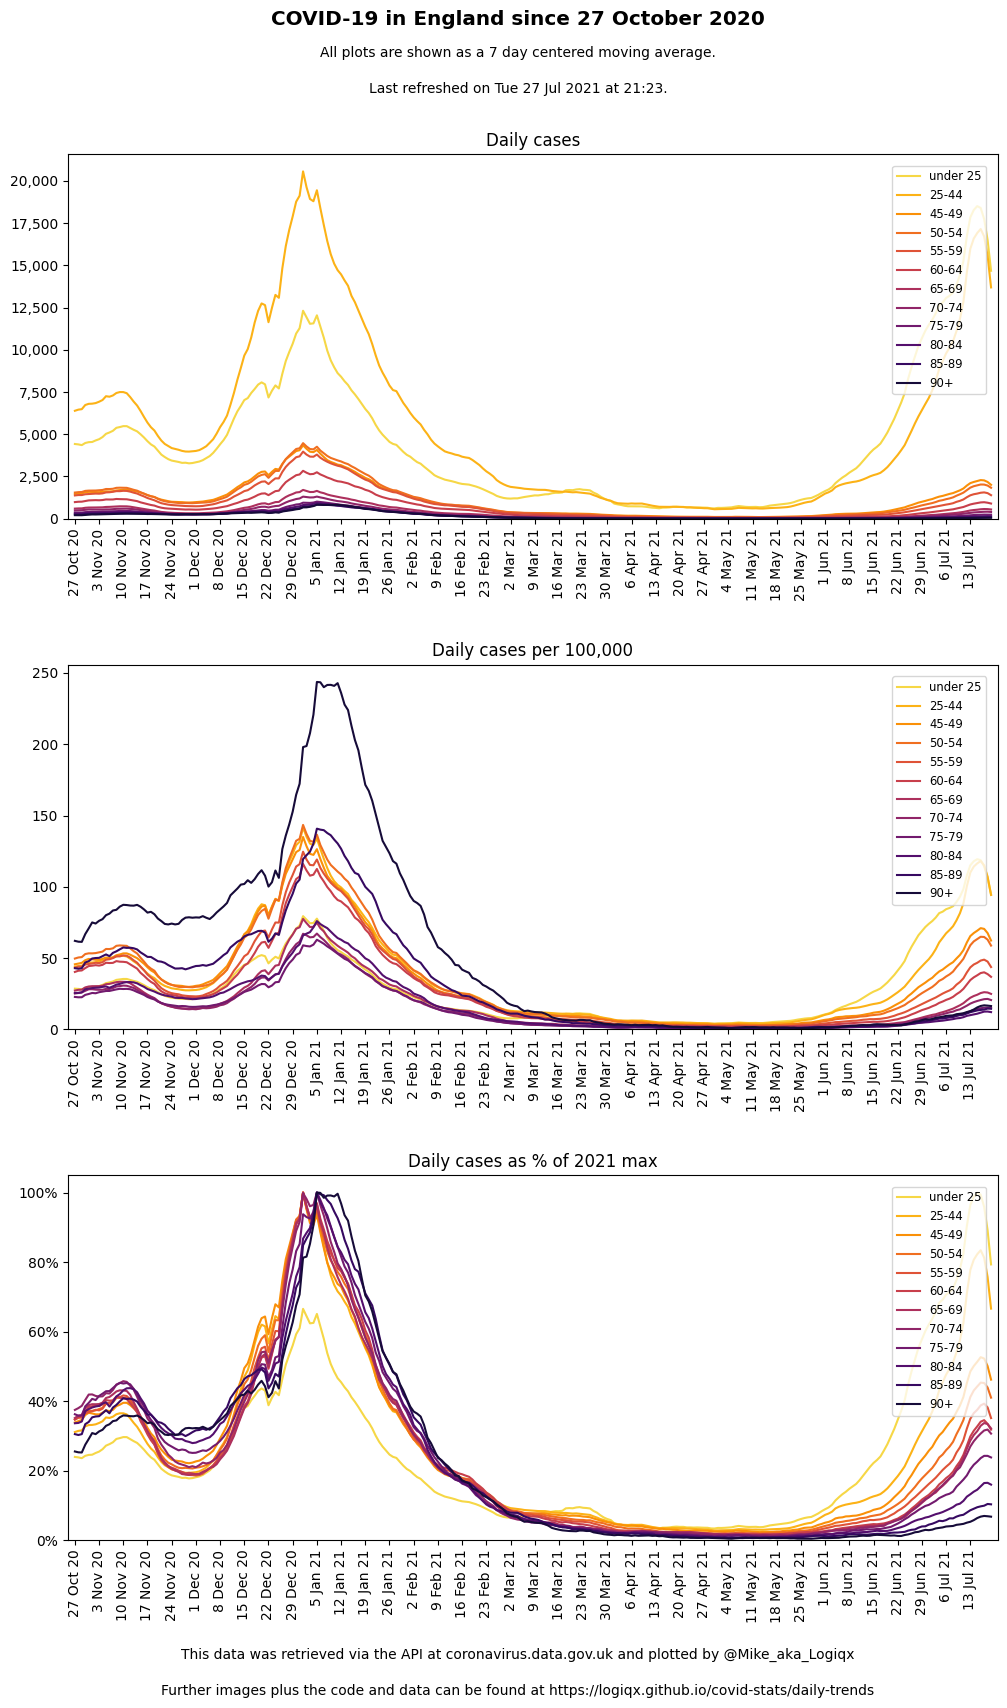 COVID-19 in England since 27 October 2020
All plots are shown as a 7 day centered moving average.
Last refreshed on Tue 27 Jul 2021 at 21:23.
Daily cases
20,000
17,500
15,000
12,500
10,000
7,500
5,000
2,500
0
under 25
25-44
45-49
50-54
55-59
60-64
65-69
70-74
75-79
80-84
85-89
90+
27 Oct 20
3 Nov 20
10 Nov 20
17 Nov 20
24 Nov 20
1 Dec 20
8 Dec 20
15 Dec 20
22 Dec 20
29 Dec 20
5 Jan 21
12 Jan 21
19 Jan 21
26 Jan 21
2 Feb 21
9 Feb 21
16 Feb 21
23 Feb 21
2 Mar 21
9 Mar 21
16 Mar 21
23 Mar 21
30 Mar 21
6 Apr 21
13 Apr 21
20 Apr 21
27 Apr 21
4 May 21
11 May 21
18 May 21
25 May 21
1 Jun 21
8 Jun 21
15 Jun 21
22 Jun 21
29 Jun 21
6 Jul 21
13 Jul 21
Daily cases per 100,000
250
200
150
100
50
0
under 25
25-44
45-49
50-54
55-59
60-64
65-69
70-74
75-79
80-84
85-89
90+
27 Oct 20
3 Nov 20
10 Nov 20
17 Nov 20
24 Nov 20
1 Dec 20
8 Dec 20
15 Dec 20
22 Dec 20
29 Dec 20
5 Jan 21
12 Jan 21
19 Jan 21
26 Jan 21
2 Feb 21
9 Feb 21
16 Feb 21
23 Feb 21
2 Mar 21
9 Mar 21
16 Mar 21
23 Mar 21
30 Mar 21
6 Apr 21
13 Apr 21
20 Apr 21
27 Apr 21
4 May 21
11 May 21
18 May 21
25 May 21
1 Jun 21
8 Jun 21
15 Jun 21
22 Jun 21
29 Jun 21
6 Jul 21
13 Jul 21
Daily cases as % of 2021 max
100%
80%
60%
40%
20%
0%
under 25
25-44
45-49
50-54
55-59
60-64
65-69
70-74
75-79
80-84
85-89
90+
27 Oct 20
3 Nov 20
10 Nov 20
17 Nov 20
24 Nov 20
1 Dec 20
8 Dec 20
15 Dec 20
22 Dec 20
29 Dec 20
5 Jan 21
12 Jan 21
19 Jan 21
26 Jan 21
2 Feb 21
9 Feb 21
16 Feb 21
23 Feb 21
2 Mar 21
9 Mar 21
16 Mar 21
23 Mar 21
30 Mar 21
6 Apr 21
13 Apr 21
20 Apr 21
27 Apr 21
4 May 21
11 May 21
18 May 21
25 May 21
1 Jun 21
8 Jun 21
15 Jun 21
22 Jun 21
29 Jun 21
6 Jul 21
13 Jul 21
This data was retrieved via the API at coronavirus.data.gov.uk and plotted by @Mike_aka_Logiqx
Further images plus the code and data can be found at https://logiqx.github.io/covid-stats/daily-trends